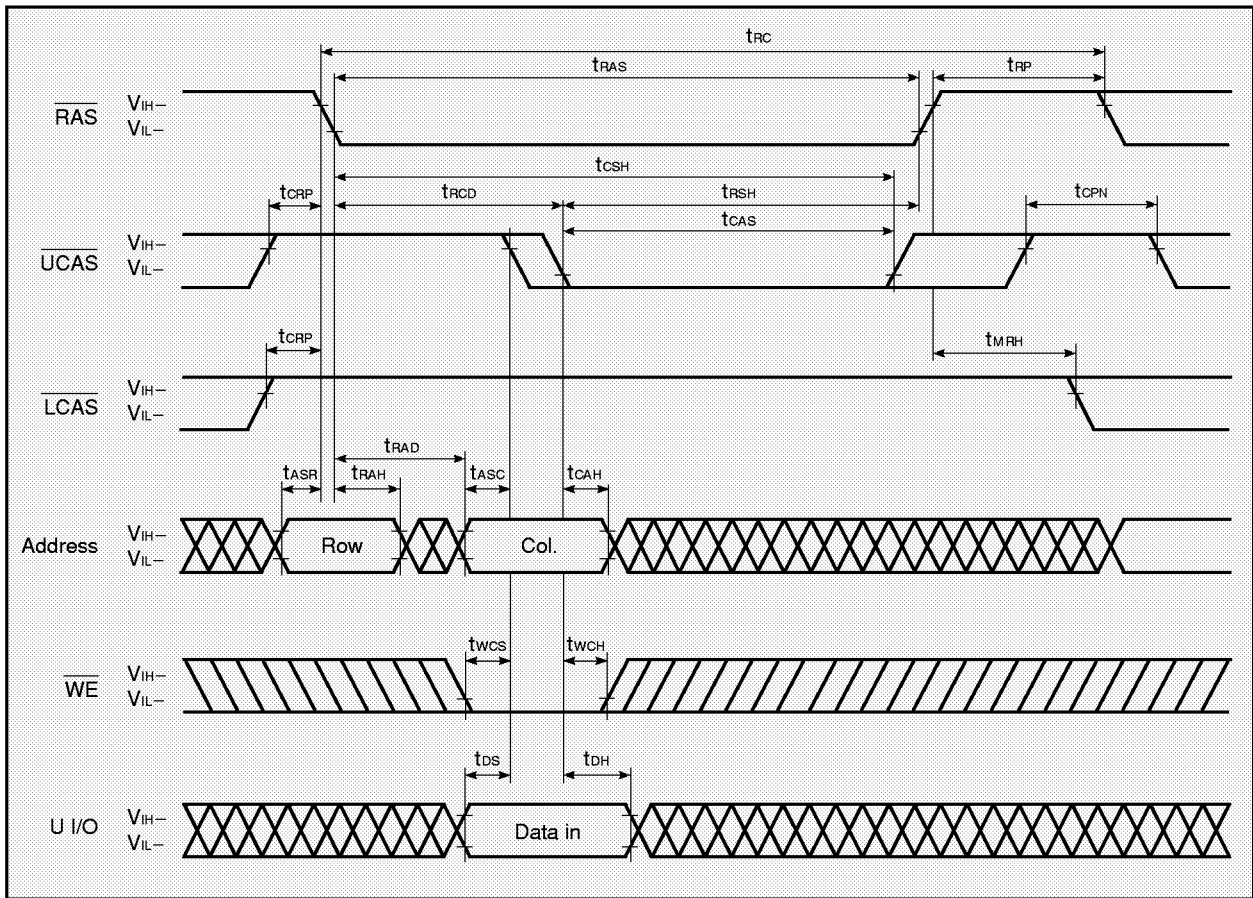 tRC
tRAS
tRP
RAS
VIH–
VIL–
tCSH
tCRP
tRCD
tRSH
tCPN
tCAS
UCAS
VIH–
VIL–
tCRP
tMRH
LCAS
VIH–
VIL–
tRAD
tASR
tRAH
tASC
tCAH
Address
VIH–
VIL–
Row
Col.
tWCS
tWCH
WE
VIH–
VIL–
tDS
tDH
U I/O
VIH–
VIL–
Data in